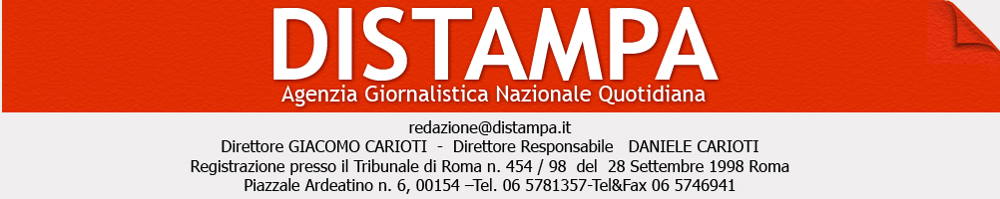 DISTAMPA
Agenzia Giornalistica Nazionale Quotidiana
redazione@distampa.it
Direttore GIACOMO CARIOTI - Direttore Responsabile DANIELE CARIOTI
Registrazione presso il Tribunale di Roma n. 454 / 98 del 28 Settembre 1998 Roma
Piazzale Ardeatino n. 6, 00154 –Tel. 06 5781357-Tel&Fax 06 5746941